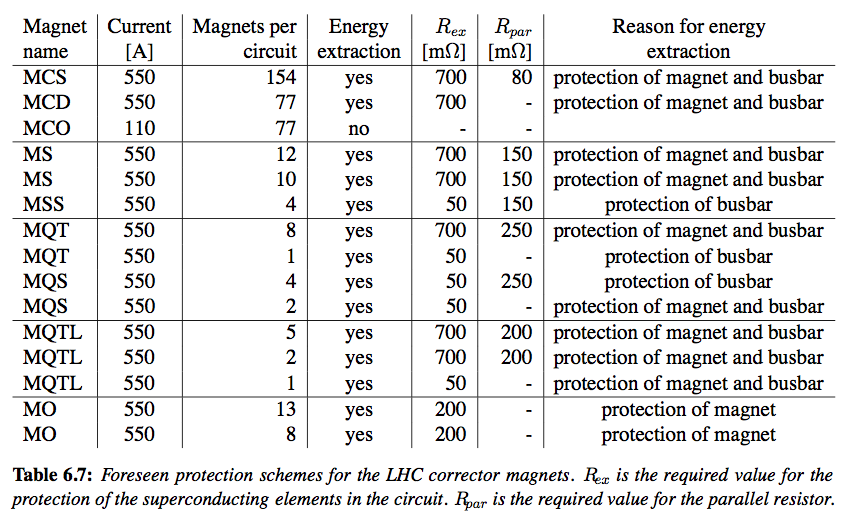 Magnet Current Magnets per Energy R_ex R_par Reason for energy
name [A] circuit extraction [mΩ] [mΩ] extraction
MCS 550 154 yes 700 80 protection of magnet and busbar
MCD 550 77 yes 700 - protection of magnet and busbar
MCO 110 77 no - -
MS 550 12 yes 700 150 protection of magnet and busbar
MS 550 10 yes 700 150 protection of magnet and busbar
MSS 550 4 yes 50 150 protection of busbar
MQT 550 8 yes 700 250 protection of magnet and busbar
MQT 550 1 yes 50 - protection of busbar
MQS 550 4 yes 50 250 protection of busbar
MQS 550 2 yes 50 - protection of magnet and busbar
MQTL 550 5 yes 700 200 protection of magnet and busbar
MQTL 550 2 yes 700 200 protection of magnet and busbar
MQTL 550 1 yes 50 - protection of magnet and busbar
MO 550 13 yes 200 - protection of magnet
MO 550 8 yes 200 - protection of magnet
Table 6.7: Foreseen protection schemes for the LHC corrector magnets. R_ex is the required value for the
protection of the superconducting elements in the circuit. R_par is the required value for the parallel resistor.